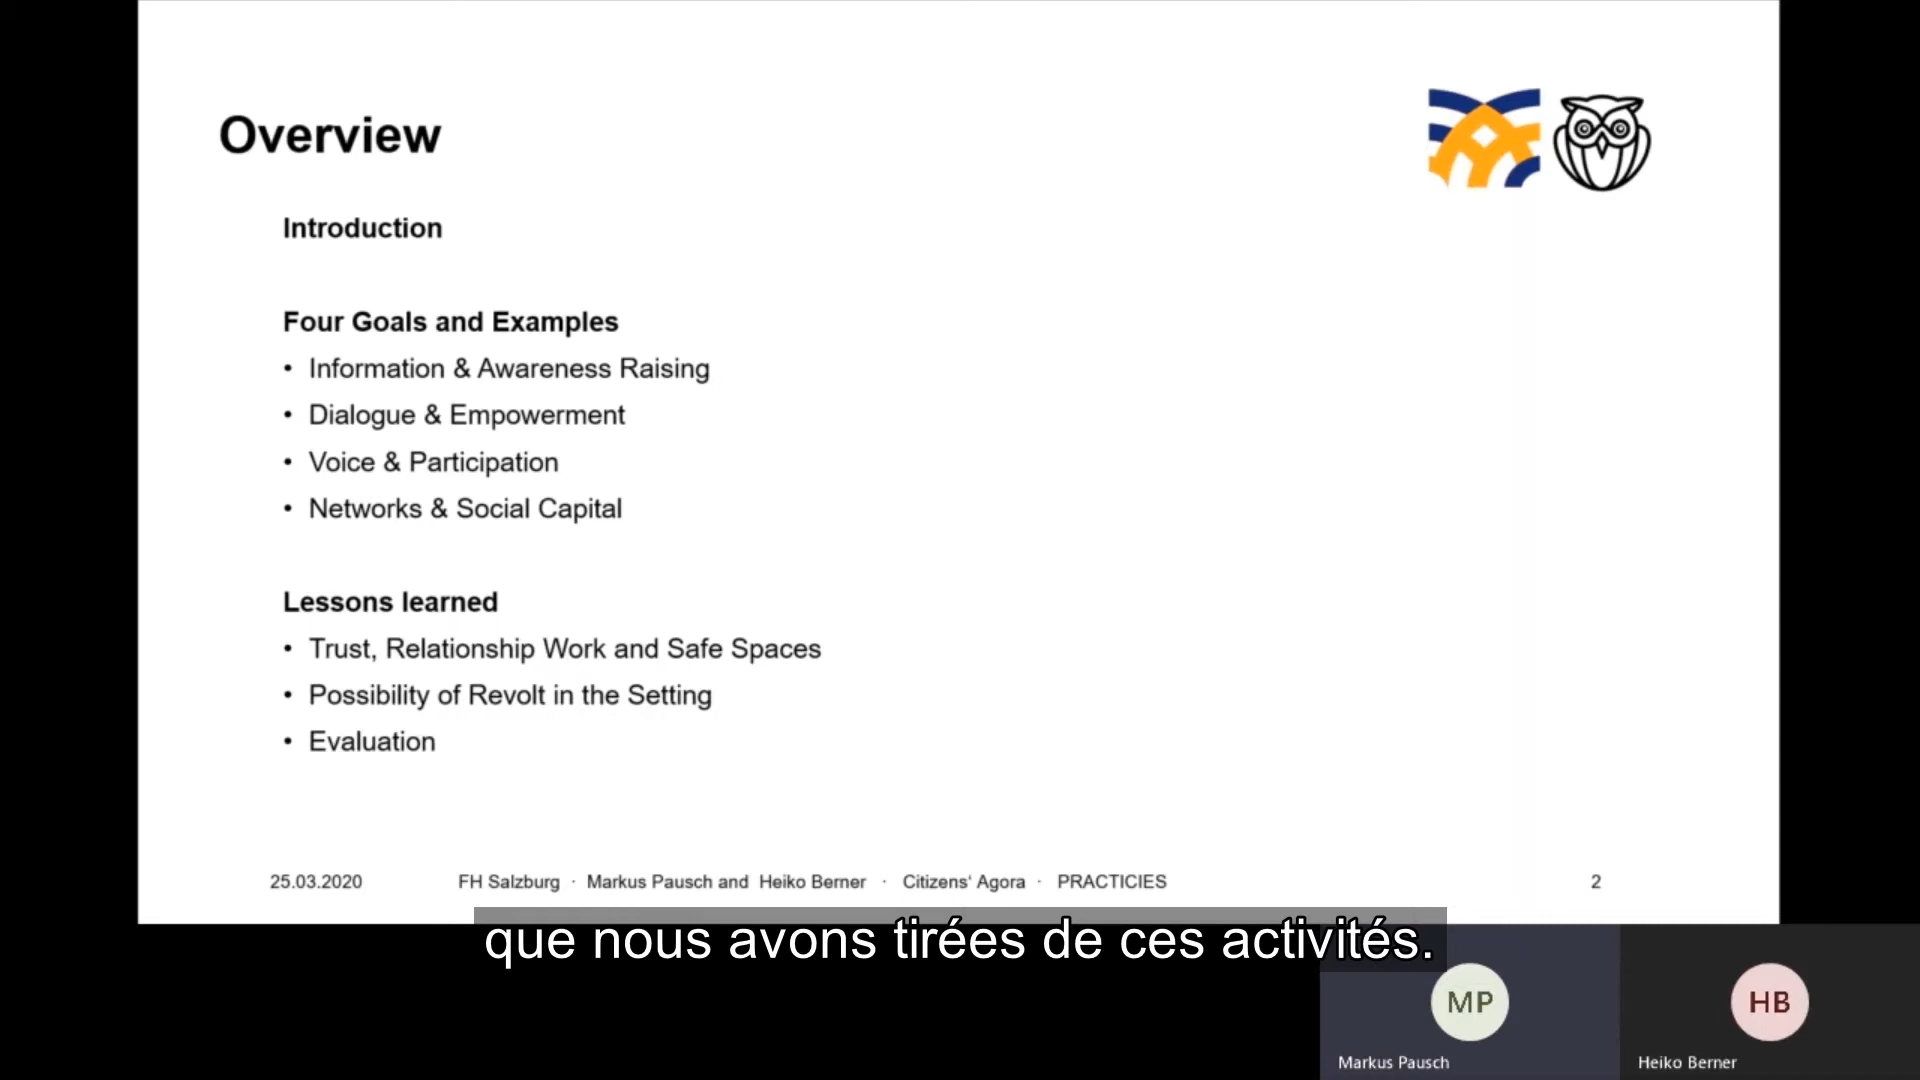 Overview
Introduction
Four Goals and Examples
• Information & Awareness Raising
• Dialogue & Empowerment
• Voice & Participation
• Networks & Social Capital
Lessons learned
• Trust, Relationship Work and Safe Spaces
• Possibility of Revolt in the Setting
• Evaluation
25.03.2020 FH Salzburg · Markus Pausch and Heiko Berner · Citizens‘ Agora · PRACTICIES 2
que nous avons tirées de ces activités.
MP HB
Markus Pausch Heiko Berner